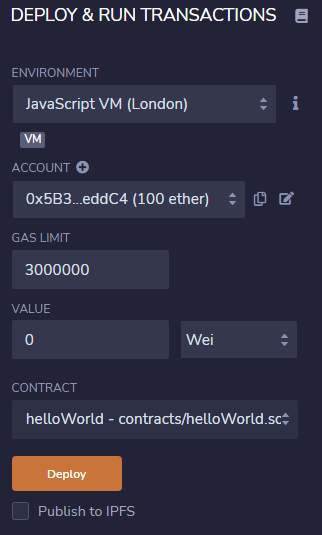 DEPLOY & RUN TRANSACTIONS
ENVIRONMENT
JavaScript VM (London)
VM
ACCOUNT
0x5B3...eddC4 (100 ether)
GAS LIMIT
3000000
VALUE
0 Wei
CONTRACT
helloWorld - contracts/helloWorld.sc
Deploy
Publish to IPFS